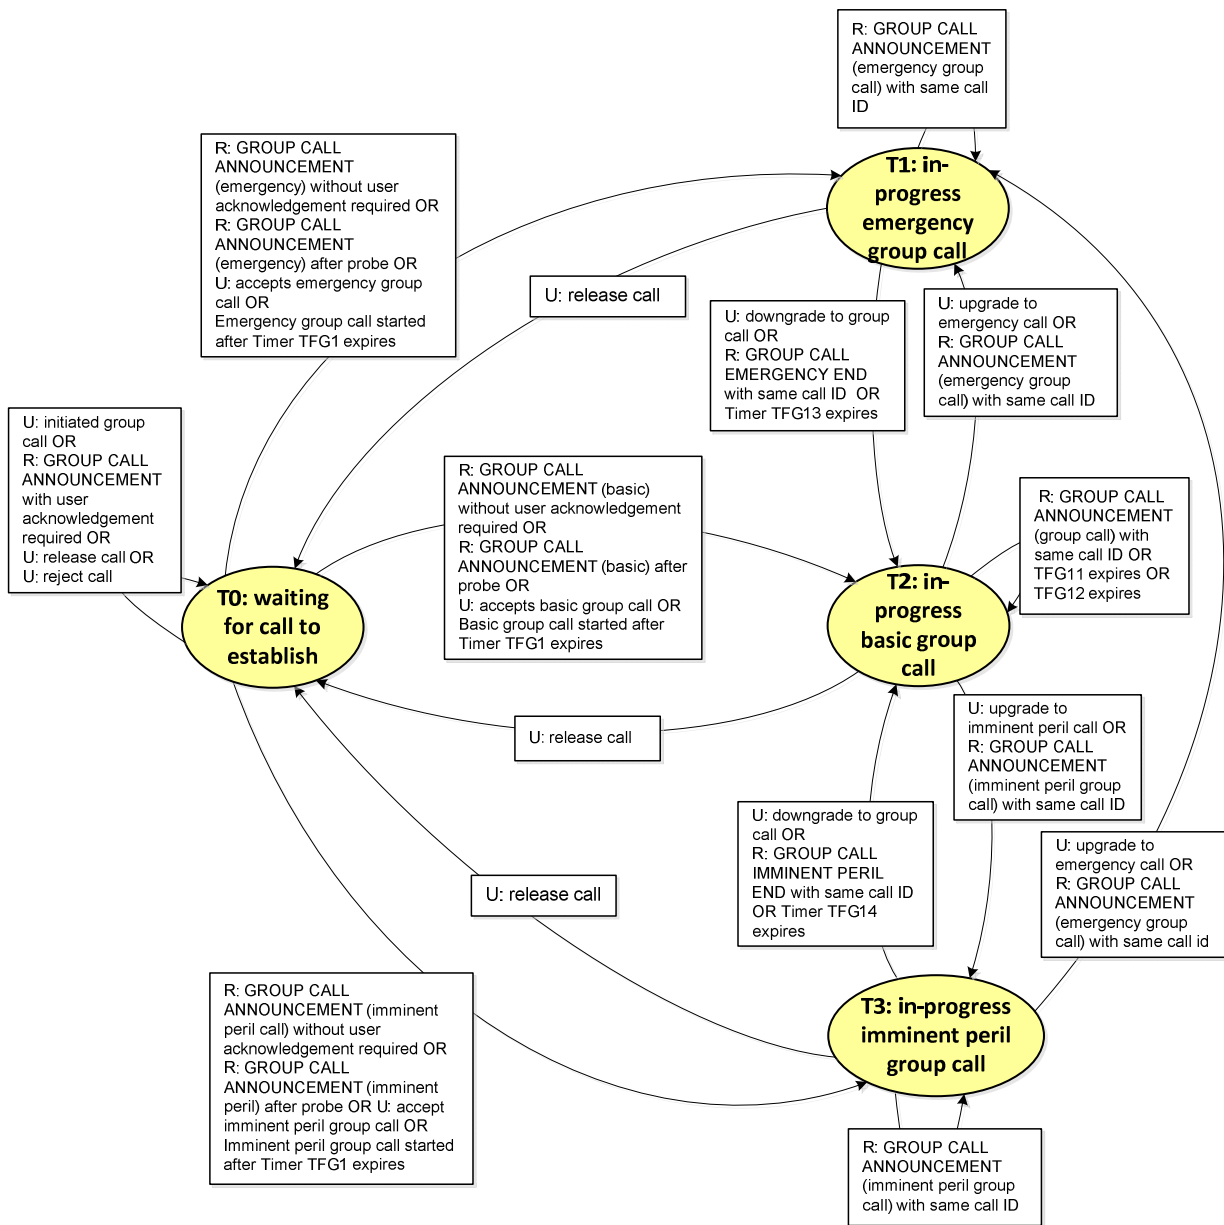 R: GROUP CALL
ANNOUNCEMENT
(emergency group
call) with same call
ID
R: GROUP CALL
ANNOUNCEMENT
(emergency) without user
acknowledgement required OR
R: GROUP CALL
ANNOUNCEMENT
(emergency) after probe OR
U: accepts emergency group
call OR
Emergency group call started
after Timer TFG1 expires
T1: in-
progress
emergency
group call
U: release call
U: downgrade to group
call OR
R: GROUP CALL
EMERGENCY END
with same call ID OR
Timer TFG13 expires
U: upgrade to
emergency call OR
R: GROUP CALL
ANNOUNCEMENT
(emergency group
call) with same call ID
U: initiated group
call OR
R: GROUP CALL
ANNOUNCEMENT
with user
acknowledgement
required OR
U: release call OR
U: reject call
R: GROUP CALL
ANNOUNCEMENT (basic)
without user acknowledgement
required OR
R: GROUP CALL
ANNOUNCEMENT (basic) after
probe OR
U: accepts basic group call OR
Basic group call started after
Timer TFG1 expires
R: GROUP CALL
ANNOUNCEMENT
(group call) with
same call ID OR
TFG11 expires OR
TFG12 expires
T0: waiting
for call to
establish
T2: in-
progress
basic group
call
U: release call
U: upgrade to
imminent peril call OR
R: GROUP CALL
ANNOUNCEMENT
(imminent peril group
call) with same call ID
U: downgrade to group
call OR
R: GROUP CALL
IMMINENT PERIL
END with same call ID
OR Timer TFG14
expires
U: upgrade to
emergency call OR
R: GROUP CALL
ANNOUNCEMENT
(emergency group
call) with same call id
U: release call
R: GROUP CALL
ANNOUNCEMENT (imminent
peril call) without user
acknowledgement required OR
R: GROUP CALL
ANNOUNCEMENT (imminent
peril) after probe OR U: accept
imminent peril group call OR
Imminent peril group call started
after Timer TFG1 expires
T3: in-progress
imminent peril
group call
R: GROUP CALL
ANNOUNCEMENT
(imminent peril group
call) with same call ID